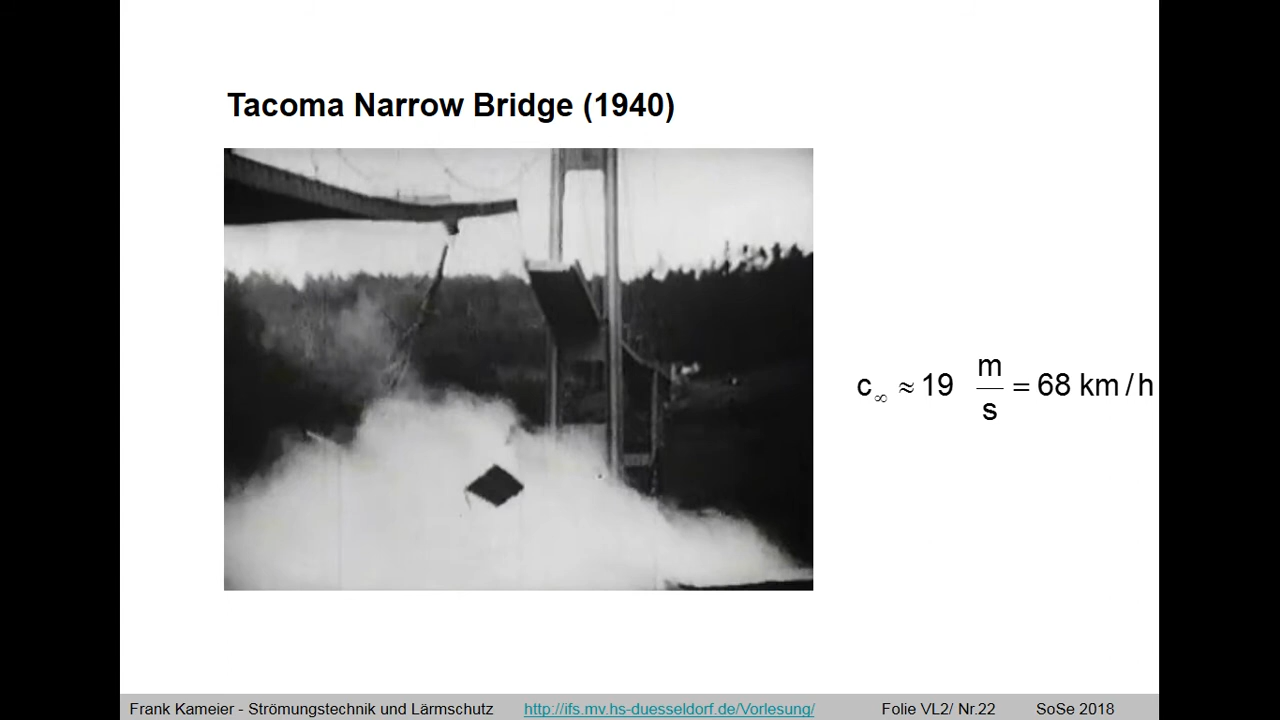 Tacoma Narrow Bridge (1940)
c∞ ≈ 19 m/s = 68 km/h
Frank Kameier - Strömungstechnik und Lärmschutz http://ifs.mv.hs-duesseldorf.de/Vorlesung/ Folie VL2/ Nr.22 SoSe 2018